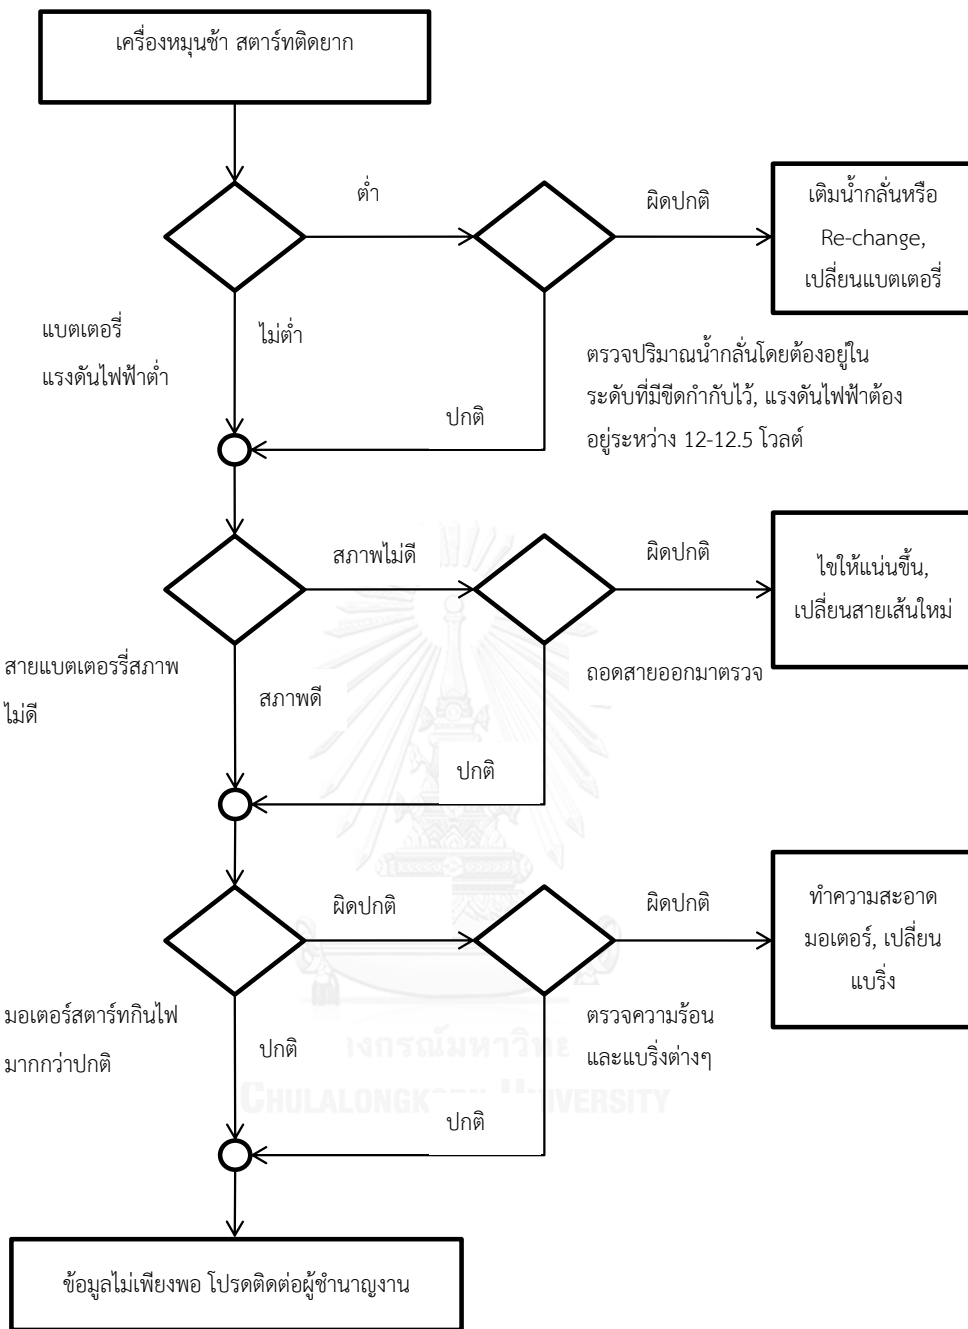 เครื่องหมุนช้า สตาร์ทติดยาก
ต่ำ
ผิดปกติ
เติมน้ำกลั่นหรือ
Re-change,
เปลี่ยนแบตเตอรี่
แบตเตอรี่
แรงดันไฟฟ้าต่ำ
ไม่ต่ำ
ตรวจปริมาณน้ำกลั่นโดยต้องอยู่ใน
ระดับที่มีขีดกำกับไว้, แรงดันไฟฟ้าต้อง
อยู่ระหว่าง 12-12.5 โวลต์
ปกติ
สภาพไม่ดี
ผิดปกติ
ไขให้แน่นขึ้น,
เปลี่ยนสายเส้นใหม่
สายแบตเตอรรี่สภาพ
ไม่ดี
สภาพดี
ถอดสายออกมาตรวจ
ปกติ
ผิดปกติ
ผิดปกติ
ทำความสะอาด
มอเตอร์, เปลี่ยน
แบริ่ง
มอเตอร์สตาร์ทกินไฟ
มากกว่าปกติ
ปกติ
ตรวจความร้อน
และแบริ่งต่างๆ
งกรณ์มหาวิทย
CHULALONGK UNIVERSITY
ปกติ
ข้อมูลไม่เพียงพอ โปรดติดต่อผู้ชำนาญงาน